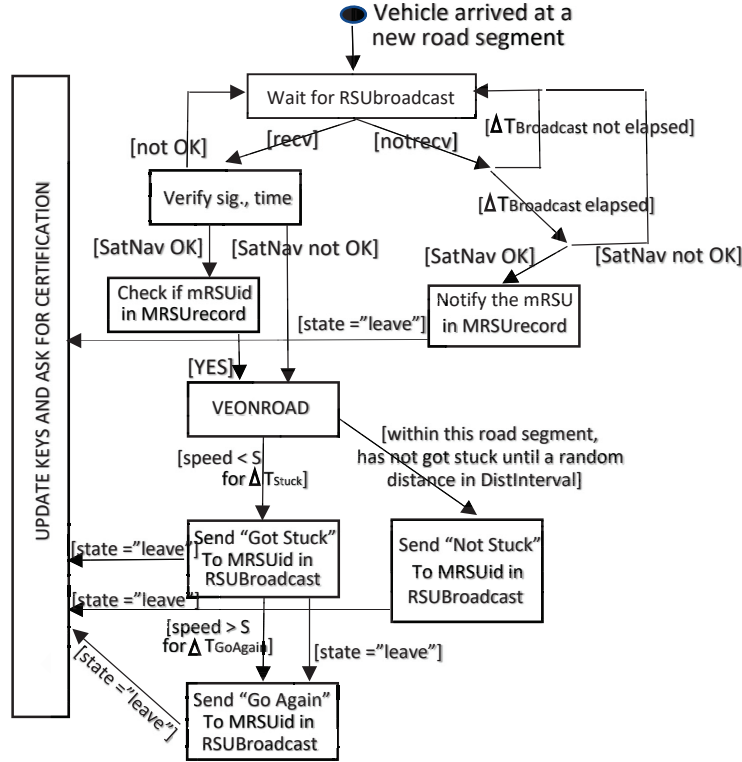 Vehicle arrived at a
new road segment
Wait for RSUbroadcast
[ΔTBroadcast not elapsed]
[not OK]
[recv]
[notrecv]
Verify sig., time
[ΔTBroadcast elapsed]
[SatNav OK]
[SatNav not OK]
[SatNav OK]
[SatNav not OK]
Check if mRSUid
in MRSUrecord
Notify the mRSU
in MRSUrecord
[state =”leave”]
[YES]
VEONROAD
UPDATE KEYS AND ASK FOR CERTIFICATION
[within this road segment,
has not got stuck until a random
distance in DistInterval]
[speed < S
for ΔTStuck]
Send “Got Stuck”
To MRSUid in
RSUBroadcast
Send “Not Stuck”
To MRSUid in
RSUBroadcast
[state =”leave”]
[state =”leave”]
[speed > S
for Δ TGoAgain]
[state =”leave”]
[state =”leave”]
Send “Go Again”
To MRSUid in
RSUBroadcast